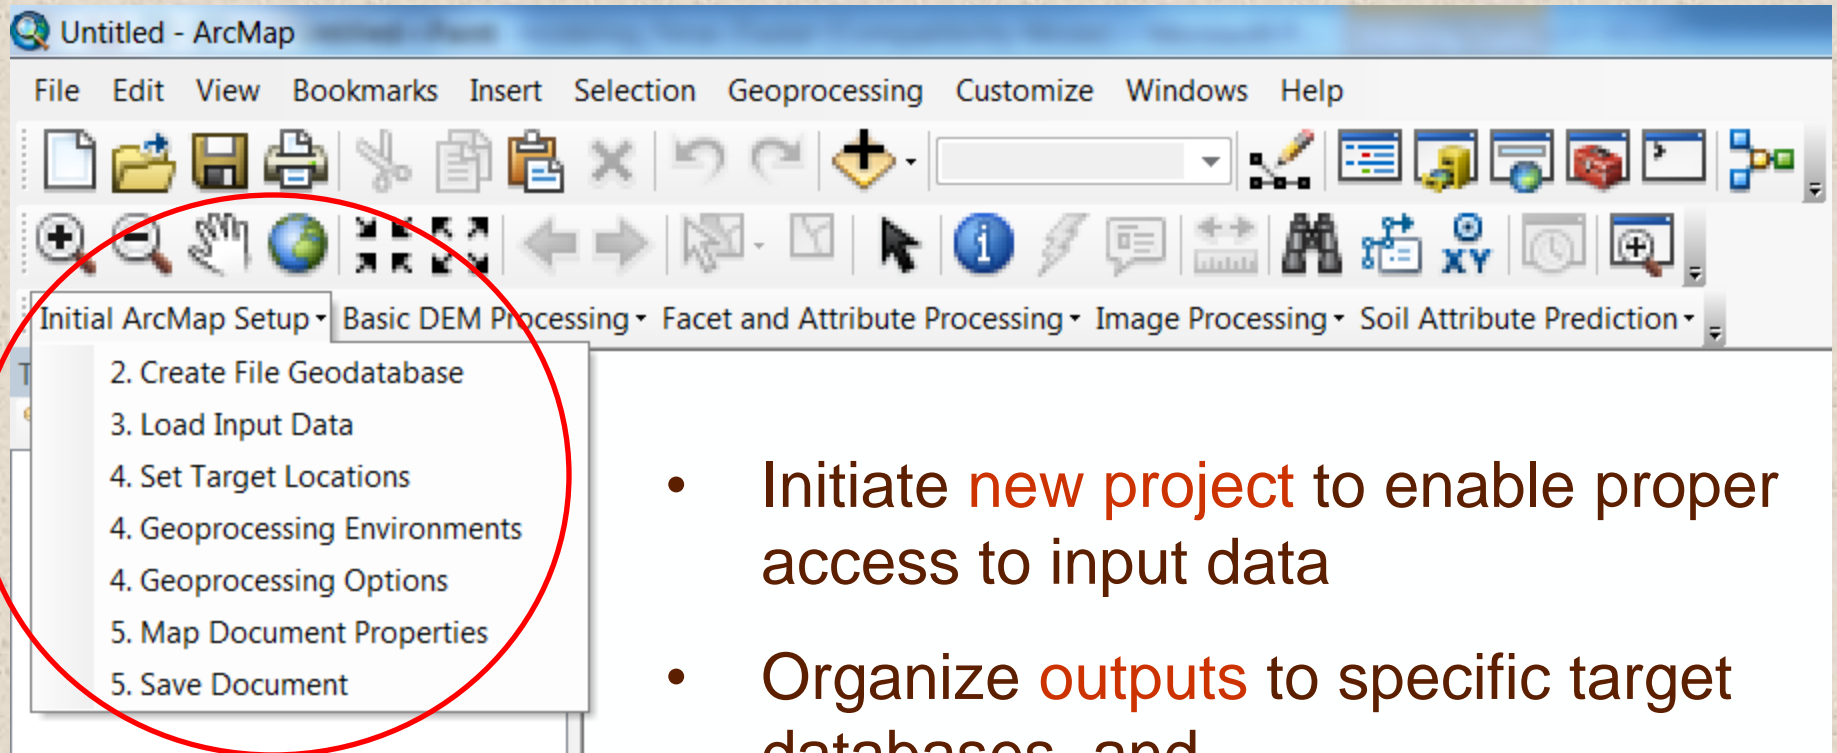 Untitled - ArcMap
File Edit View Bookmarks Insert Selection Geoprocessing Customize Windows Help
XY
Initial ArcMap Setup Basic DEM Processing Facet and Attribute Processing Image Processing Soil Attribute Prediction
T
2. Create File Geodatabase
3. Load Input Data
4. Set Target Locations
4. Geoprocessing Environments
4. Geoprocessing Options
5. Map Document Properties
5. Save Document
• Initiate new project to enable proper
access to input data
• Organize outputs to specific target
databases, and